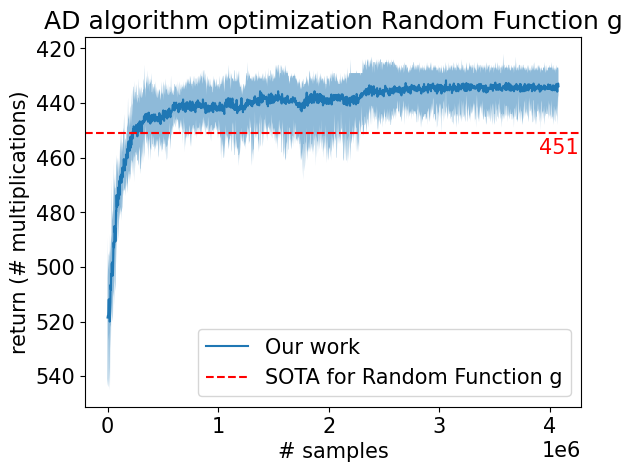 AD algorithm optimization Random Function g
return (# multiplications)
420
440
460
480
500
520
540
451
Our work
SOTA for Random Function g
0
1
2
3
4
1e6
# samples